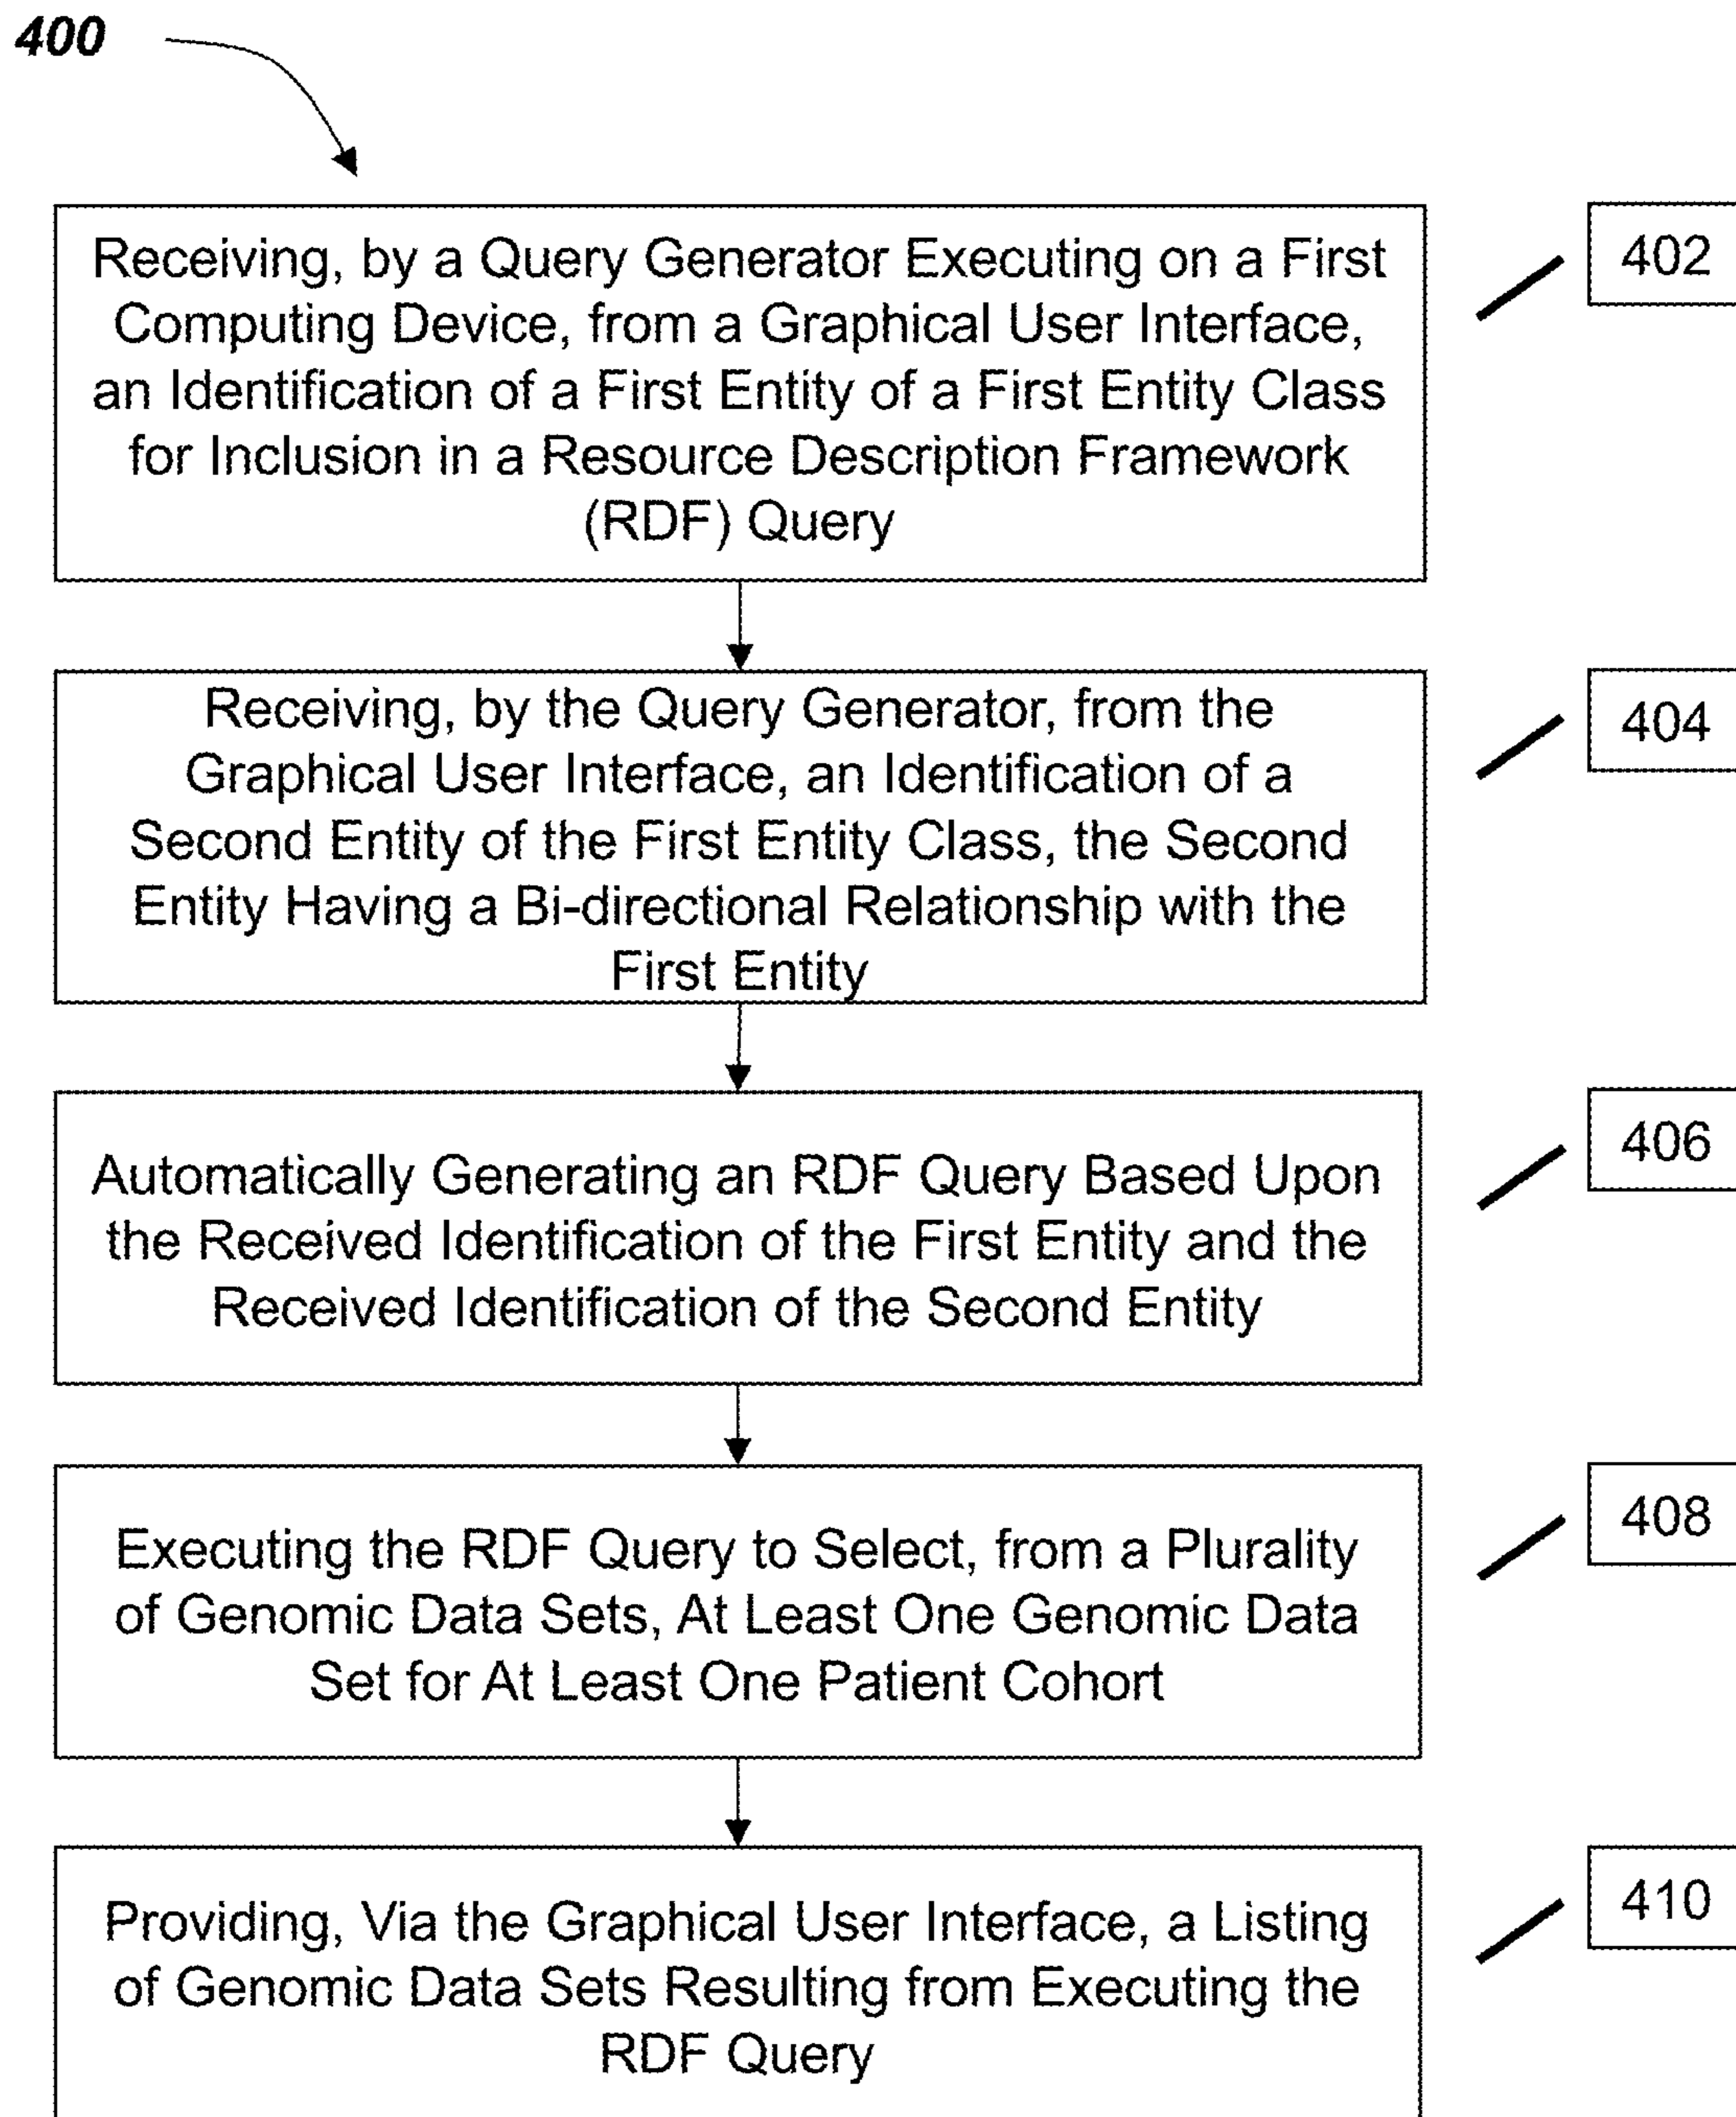 400
Receiving, by a Query Generator Executing on a First
Computing Device, from a Graphical User Interface,
an Identification of a First Entity of a First Entity Class
for Inclusion in a Resource Description Framework
(RDF) Query
402
Receiving, by the Query Generator, from the
Graphical User Interface, an Identification of a
Second Entity of the First Entity Class, the Second
Entity Having a Bi-directional Relationship with the
First Entity
404
Automatically Generating an RDF Query Based Upon
the Received Identification of the First Entity and the
Received Identification of the Second Entity
406
Executing the RDF Query to Select, from a Plurality
of Genomic Data Sets, At Least One Genomic Data
Set for At Least One Patient Cohort
408
Providing, Via the Graphical User Interface, a Listing
of Genomic Data Sets Resulting from Executing the
RDF Query
410